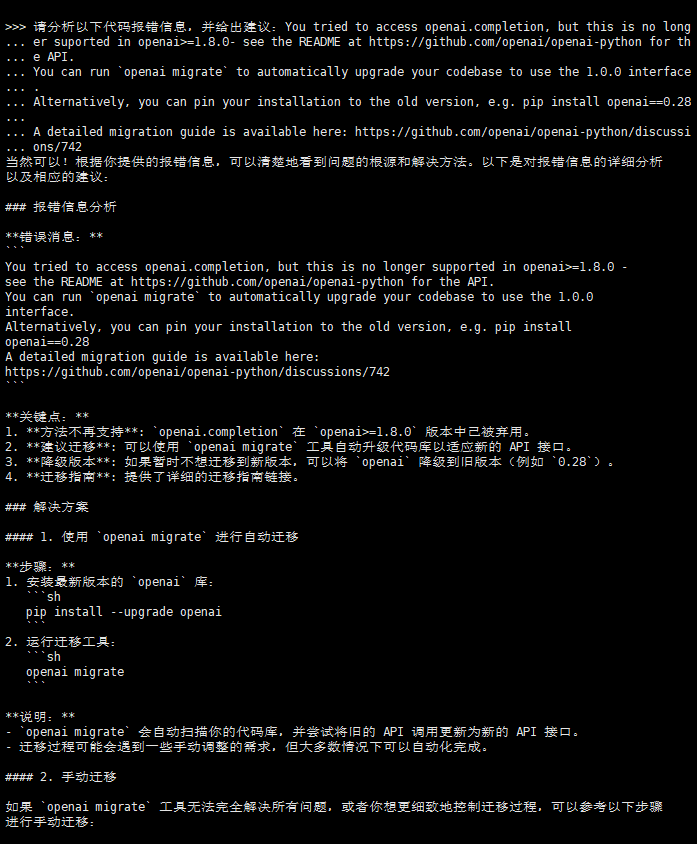 >>> 请分析以下代码报错信息，并给出建议：You tried to access openai.completion, but this is no long
... er suported in openai>=1.8.0- see the README at https://github.com/openai/openai-python for th
... e API.
... You can run `openai migrate` to automatically upgrade your codebase to use the 1.0.0 interface
... .
... Alternatively, you can pin your installation to the old version, e.g. pip install openai==0.28
...
... A detailed migration guide is available here: https://github.com/openai/openai-python/discussi
... ons/742
当然可以！根据你提供的报错信息，可以清楚地看到问题的根源和解决方法。以下是对报错信息的详细分析
以及相应的建议：
### 报错信息分析
**错误消息：**
```
You tried to access openai.completion, but this is no longer supported in openai>=1.8.0 -
see the README at https://github.com/openai/openai-python for the API.
You can run `openai migrate` to automatically upgrade your codebase to use the 1.0.0
interface.
Alternatively, you can pin your installation to the old version, e.g. pip install
openai==0.28
A detailed migration guide is available here:
https://github.com/openai/openai-python/discussions/742
```
**关键点：**
1. **方法不再支持**: `openai.completion` 在 `openai>=1.8.0` 版本中已被弃用。
2. **建议迁移**: 可以使用 `openai migrate` 工具自动升级代码库以适应新的 API 接口。
3. **降级版本**: 如果暂时不想迁移到新版本，可以将 `openai` 降级到旧版本（例如 `0.28`）。
4. **迁移指南**: 提供了详细的迁移指南链接。
### 解决方案
#### 1. 使用 `openai migrate` 进行自动迁移
**步骤：**
1. 安装最新版本的 `openai` 库：
```sh
pip install --upgrade openai
```
2. 运行迁移工具：
```sh
openai migrate
```
**说明：**
- `openai migrate` 会自动扫描你的代码库，并尝试将旧的 API 调用更新为新的 API 接口。
- 迁移过程可能会遇到一些手动调整的需求，但大多数情况下可以自动化完成。
#### 2. 手动迁移
如果 `openai migrate` 工具无法完全解决所有问题，或者你想更细致地控制迁移过程，可以参考以下步骤
进行手动迁移：